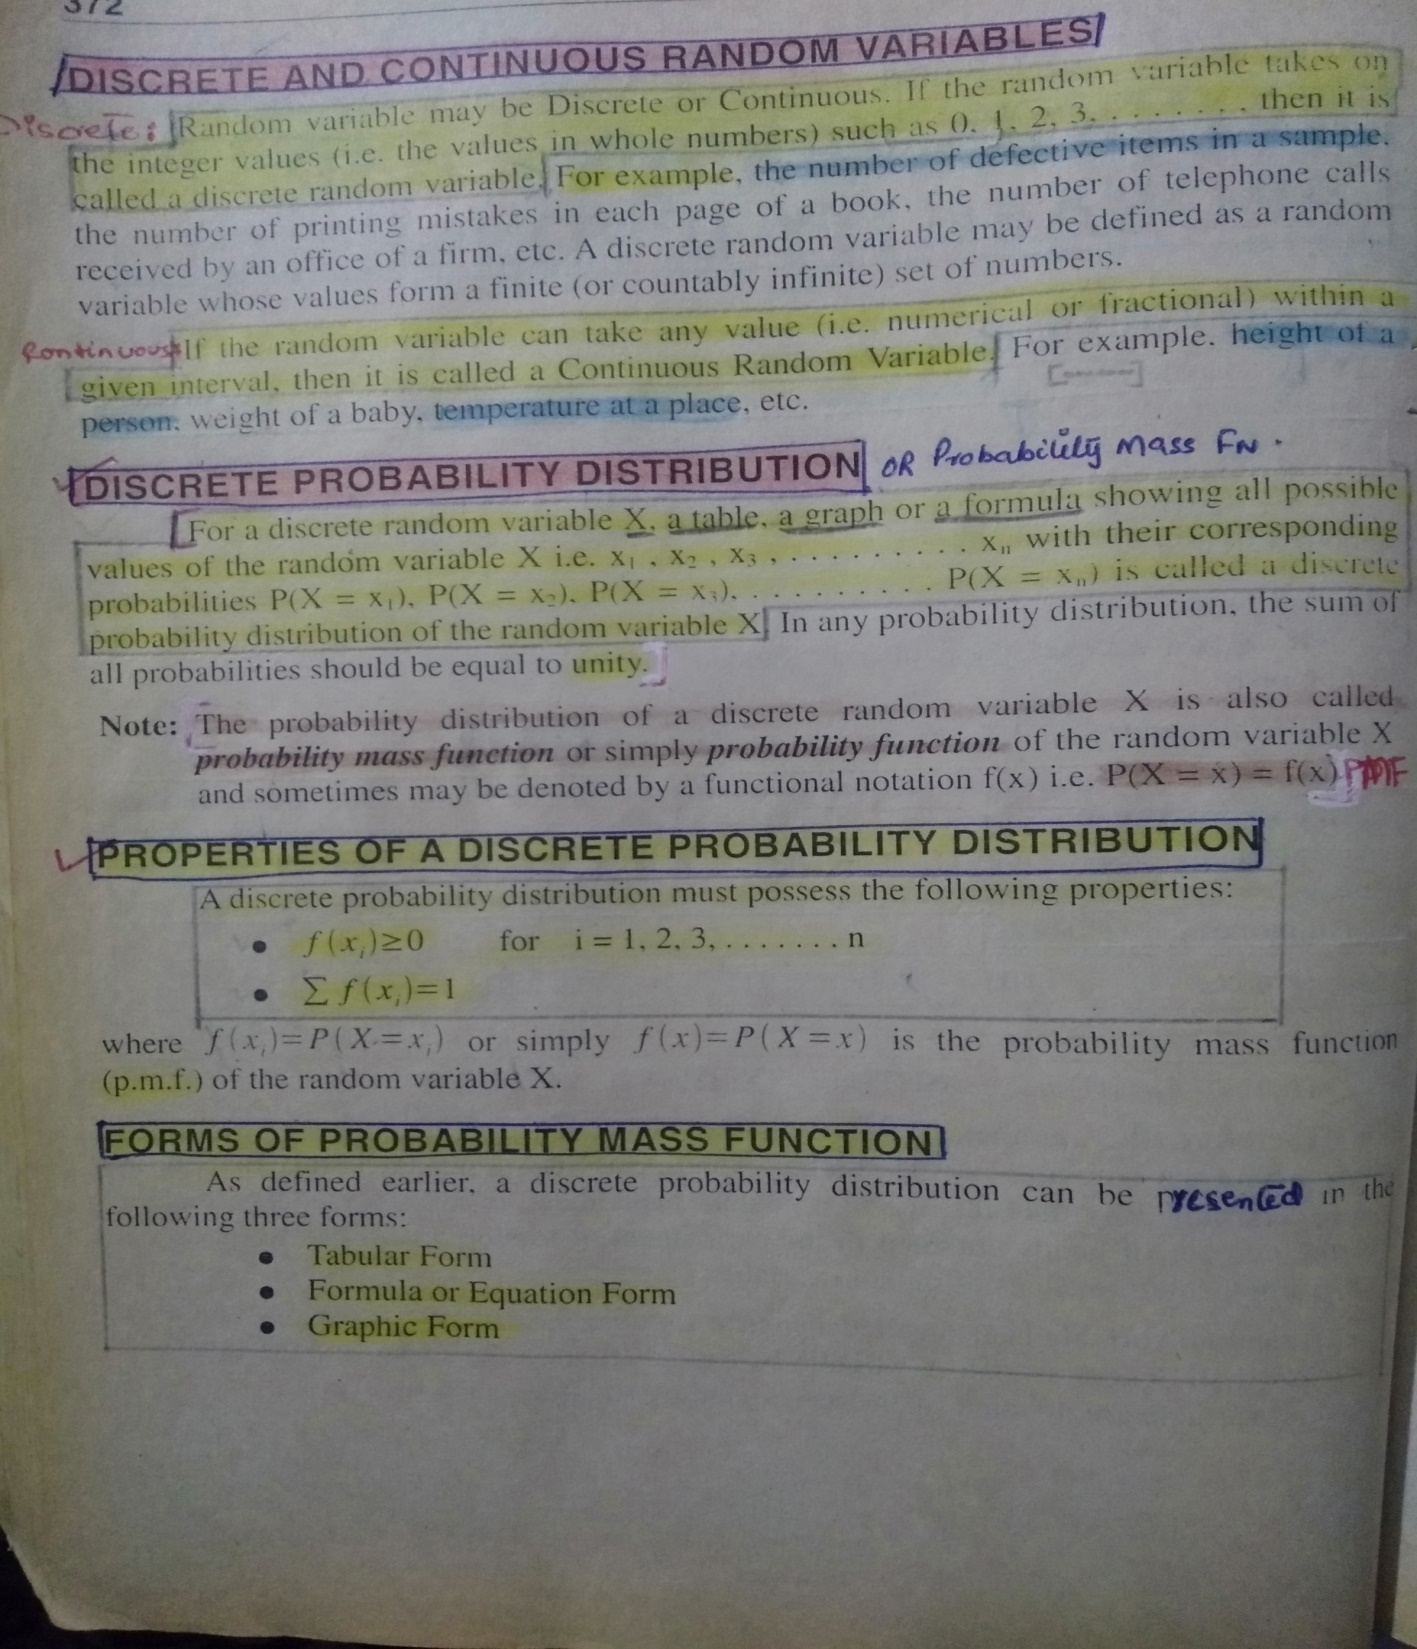 372
DISCRETE AND CONTINUOUS RANDOM VARIABLES
Discrete: Random variable may be Discrete or Continuous. If the random variable takes on
the integer values (i.e. the values in whole numbers) such as 0, 1, 2, 3, . . . . . . . . then it is
called a discrete random variable. For example, the number of defective items in a sample,
the number of printing mistakes in each page of a book, the number of telephone calls
received by an office of a firm, etc. A discrete random variable may be defined as a random
variable whose values form a finite (or countably infinite) set of numbers.
Continuous If the random variable can take any value (i.e. numerical or fractional) within a
given interval, then it is called a Continuous Random Variable. For example, height of a
person, weight of a baby, temperature at a place, etc.
DISCRETE PROBABILITY DISTRIBUTION OR Probability Mass FN.
For a discrete random variable X, a table, a graph or a formula showing all possible
values of the random variable X i.e. x₁ , x₂ , x₃ , . . . . . . . . . . xₙ with their corresponding
probabilities P(X = x₁), P(X = x₂), P(X = x₃), . . . . . . . . . . P(X = xₙ) is called a discrete
probability distribution of the random variable X. In any probability distribution, the sum of
all probabilities should be equal to unity.
Note: The probability distribution of a discrete random variable X is also called
probability mass function or simply probability function of the random variable X
and sometimes may be denoted by a functional notation f(x) i.e. P(X = x) = f(x) PMF
PROPERTIES OF A DISCRETE PROBABILITY DISTRIBUTION
A discrete probability distribution must possess the following properties:
• f(xᵢ)≥0 for i = 1, 2, 3, . . . . . . . n
• ∑ f(xᵢ)=1
where f(xᵢ)=P(X=xᵢ) or simply f(x)=P(X=x) is the probability mass function
(p.m.f.) of the random variable X.
FORMS OF PROBABILITY MASS FUNCTION
As defined earlier, a discrete probability distribution can be presented in the
following three forms:
• Tabular Form
• Formula or Equation Form
• Graphic Form